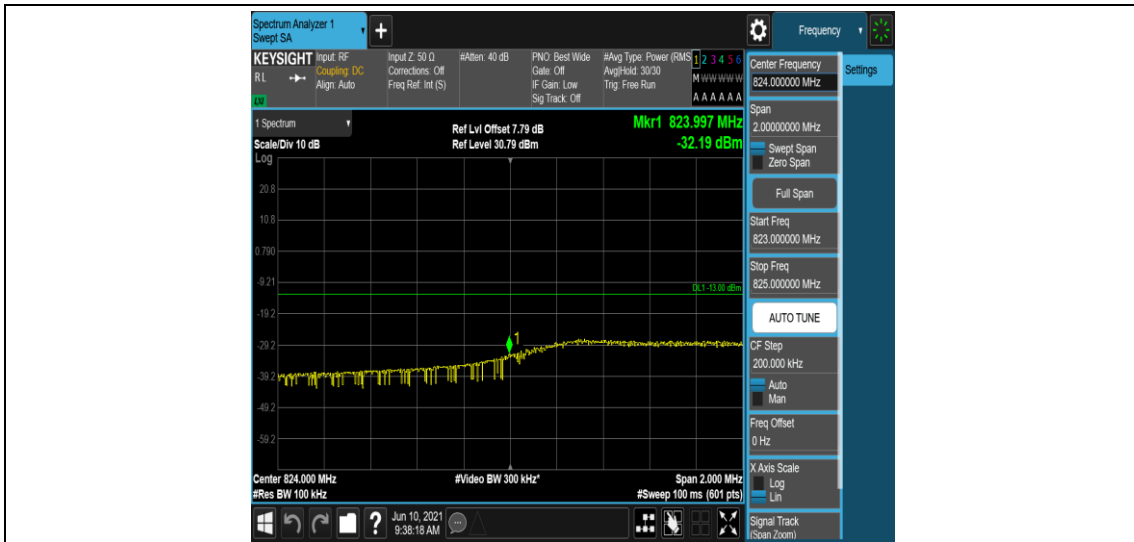 Spectrum Analyzer 1
Swept SA
Frequency
KEYSIGHT
RL
LXI
Input: RF
Coupling: DC
Align: Auto
Input Z: 50 Ω
Corrections: Off
Freq Ref: Int (S)
#Atten: 40 dB
PNO: Best Wide
Gate: Off
IF Gain: Low
Sig Track: Off
#Avg Type: Power (RMS
Avg|Hold: 30/30
Trig: Free Run
1 2 3 4 5 6
M W W W W W
A A A A A A
1 Spectrum
Scale/Div 10 dB
Ref Lvl Offset 7.79 dB
Ref Level 30.79 dBm
Mkr1 823.997 MHz
-32.19 dBm
Log
20.8
10.8
0.790
-9.21
DL1 -13.00 dBm
-19.2
-29.2
1
-39.2
-49.2
-59.2
Center 824.000 MHz
#Video BW 300 kHz*
Span 2.000 MHz
#Res BW 100 kHz
#Sweep 100 ms (601 pts)
Center Frequency
824.000000 MHz
Settings
Span
2.00000000 MHz
Swept Span
Zero Span
Full Span
Start Freq
823.000000 MHz
Stop Freq
825.000000 MHz
AUTO TUNE
CF Step
200.000 kHz
Auto
Man
Freq Offset
0 Hz
X Axis Scale
Log
Lin
Signal Track
(Span Zoom)
?
Jun 10, 2021
9:38:18 AM